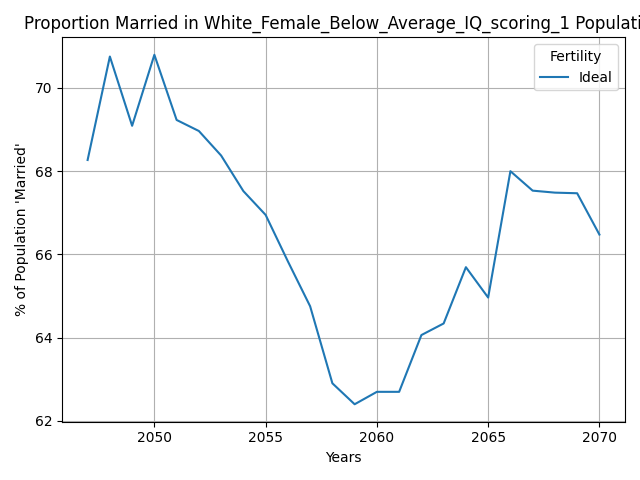 Proportion Married in White_Female_Below_Average_IQ_scoring_1 Populati
Fertility
Ideal
% of Population 'Married'
70
68
66
64
62
2050 2055 2060 2065 2070
Years